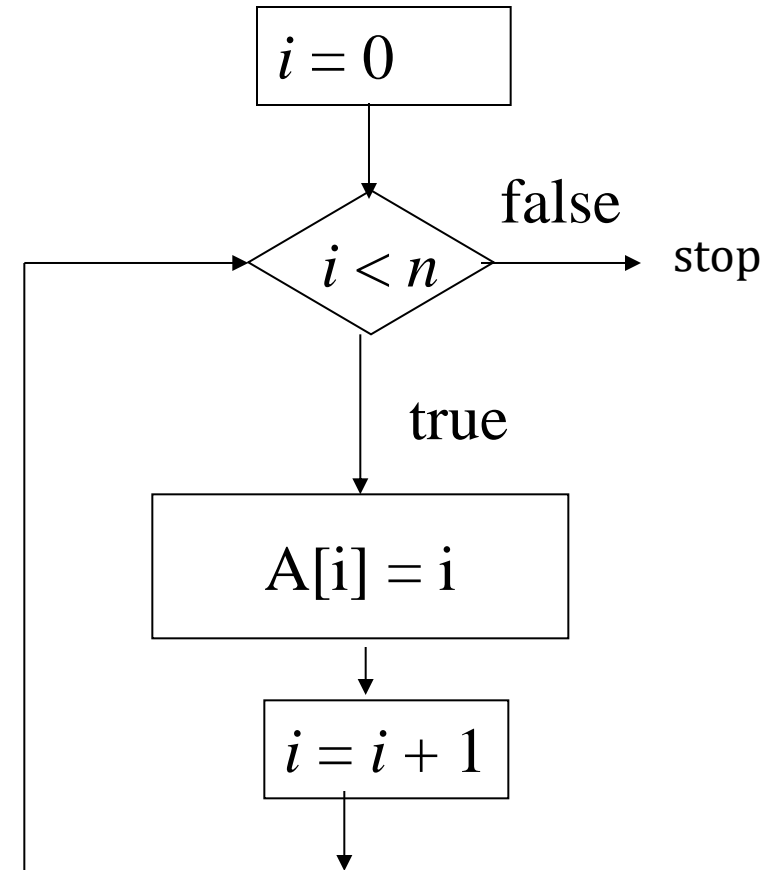 i = 0
false
stop
i < n
true
A[i] = i
i = i + 1